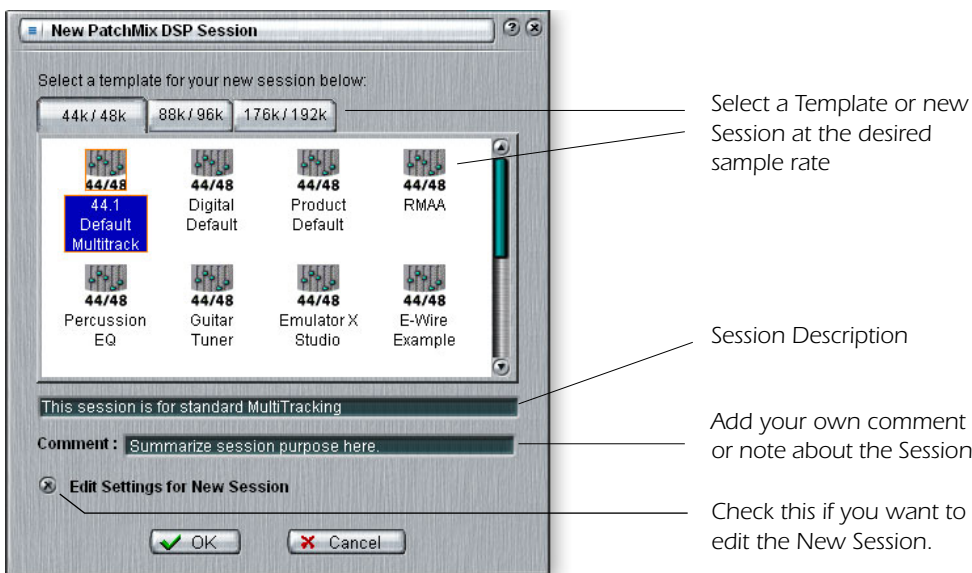 New PatchMix DSP Session
Select a template for your new session below:
44k / 48k 88k / 96k 176k / 192k
Select a Template or new
Session at the desired
sample rate
44/48 44/48 44/48 44/48
44.1 Default Multitrack
Digital Default
Product Default
RMAA
44/48 44/48 44/48 44/48
Percussion EQ
Guitar Tuner
Emulator X Studio
E-Wire Example
Session Description
This session is for standard MultiTracking
Comment : Summarize session purpose here.
Add your own comment
or note about the Session
Edit Settings for New Session
Check this if you want to
edit the New Session.
OK Cancel